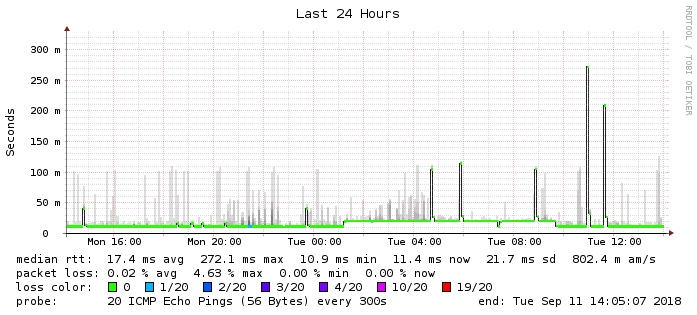 Last 24 Hours
RRDTOOL / TOBI OETIKER
Seconds
300 m
250 m
200 m
150 m
100 m
50 m
0
Mon 16:00 Mon 20:00 Tue 00:00 Tue 04:00 Tue 08:00 Tue 12:00
median rtt: 17.4 ms avg 272.1 ms max 10.9 ms min 11.4 ms now 21.7 ms sd 802.4 m am/s
packet loss: 0.02 % avg 4.63 % max 0.00 % min 0.00 % now
loss color: 0 1/20 2/20 3/20 4/20 10/20 19/20
probe: 20 ICMP Echo Pings (56 Bytes) every 300s end: Tue Sep 11 14:05:07 2018